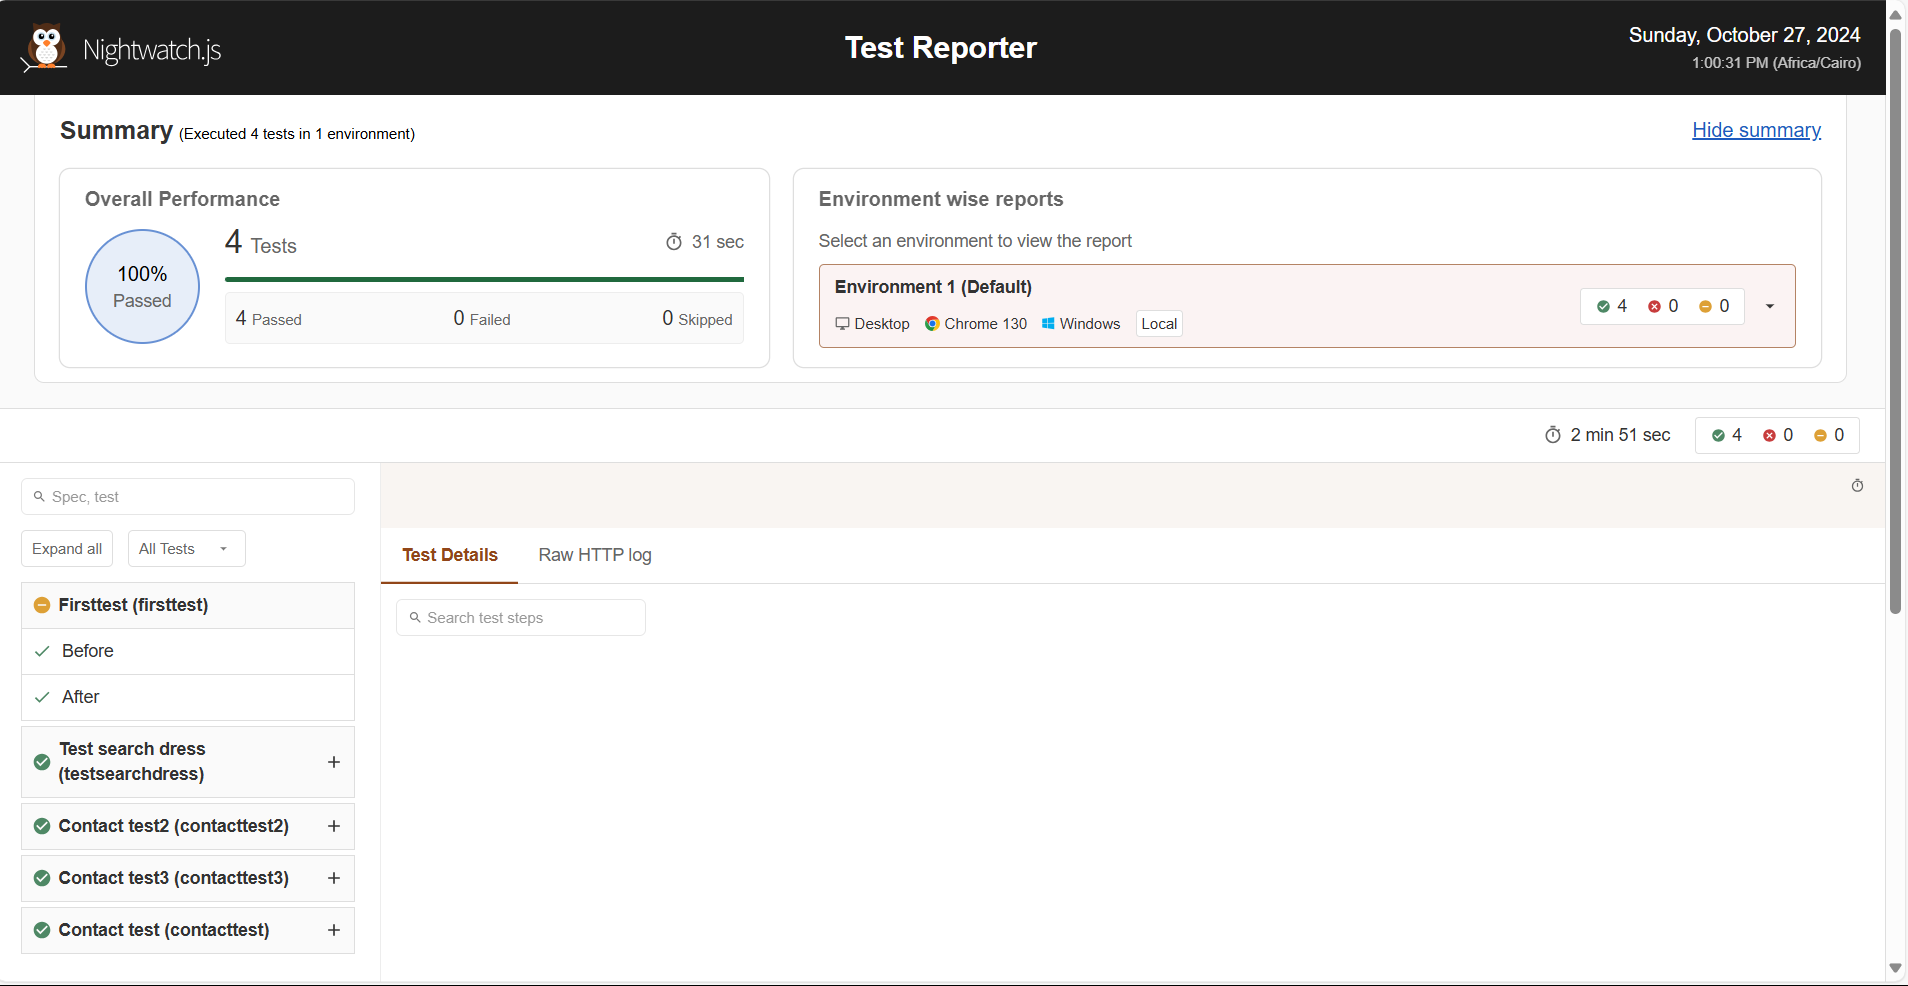 Nightwatch.js
Test Reporter
Sunday, October 27, 2024
1:00:31 PM (Africa/Cairo)
Summary (Executed 4 tests in 1 environment)
Hide summary
Overall Performance
100%
Passed
4 Tests
31 sec
4 Passed
0 Failed
0 Skipped
Environment wise reports
Select an environment to view the report
Environment 1 (Default)
Desktop Chrome 130 Windows Local
4 0 0
2 min 51 sec
4 0 0
Spec, test
Expand all
All Tests
Firsttest (firsttest)
Before
After
Test search dress
(testsearchdress)
Contact test2 (contacttest2)
Contact test3 (contacttest3)
Contact test (contacttest)
Test Details
Raw HTTP log
Search test steps